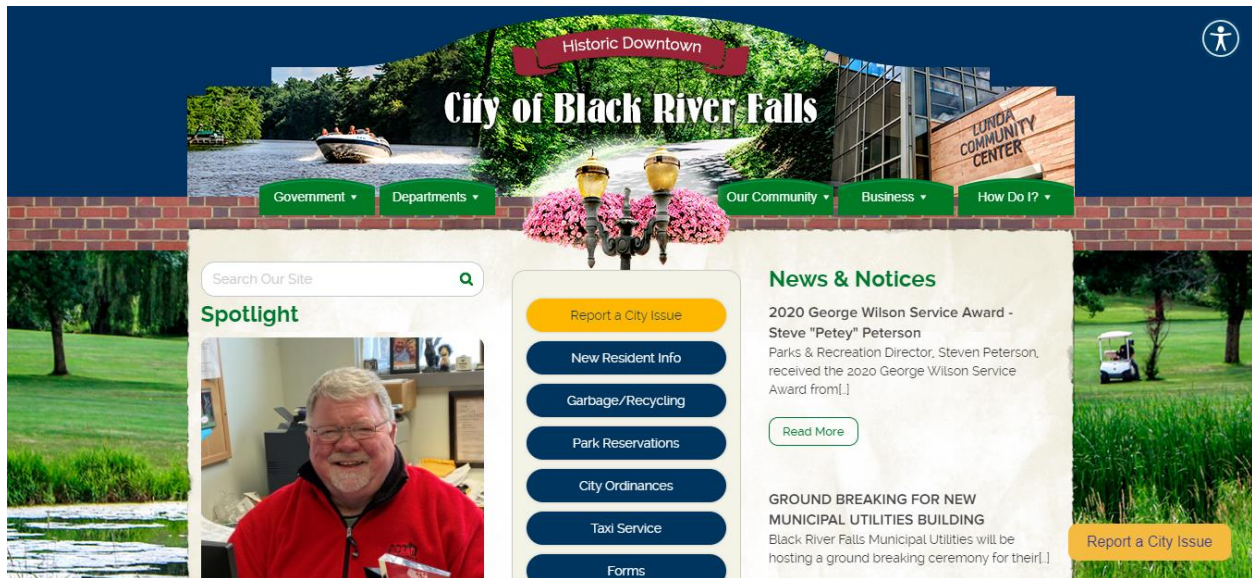 Historic Downtown
City of Black River Falls
LUNDA
COMMUNITY
CENTER
Government ▾
Departments ▾
Our Community ▾
Business ▾
How Do I? ▾
Search Our Site
Spotlight
Report a City Issue
New Resident Info
Garbage/Recycling
Park Reservations
City Ordinances
Taxi Service
Forms
News & Notices
2020 George Wilson Service Award -
Steve "Petey" Peterson
Parks & Recreation Director, Steven Peterson,
received the 2020 George Wilson Service
Award from[..]
Read More
GROUND BREAKING FOR NEW
MUNICIPAL UTILITIES BUILDING
Black River Falls Municipal Utilities will be
hosting a ground breaking ceremony for their[..]
Report a City Issue